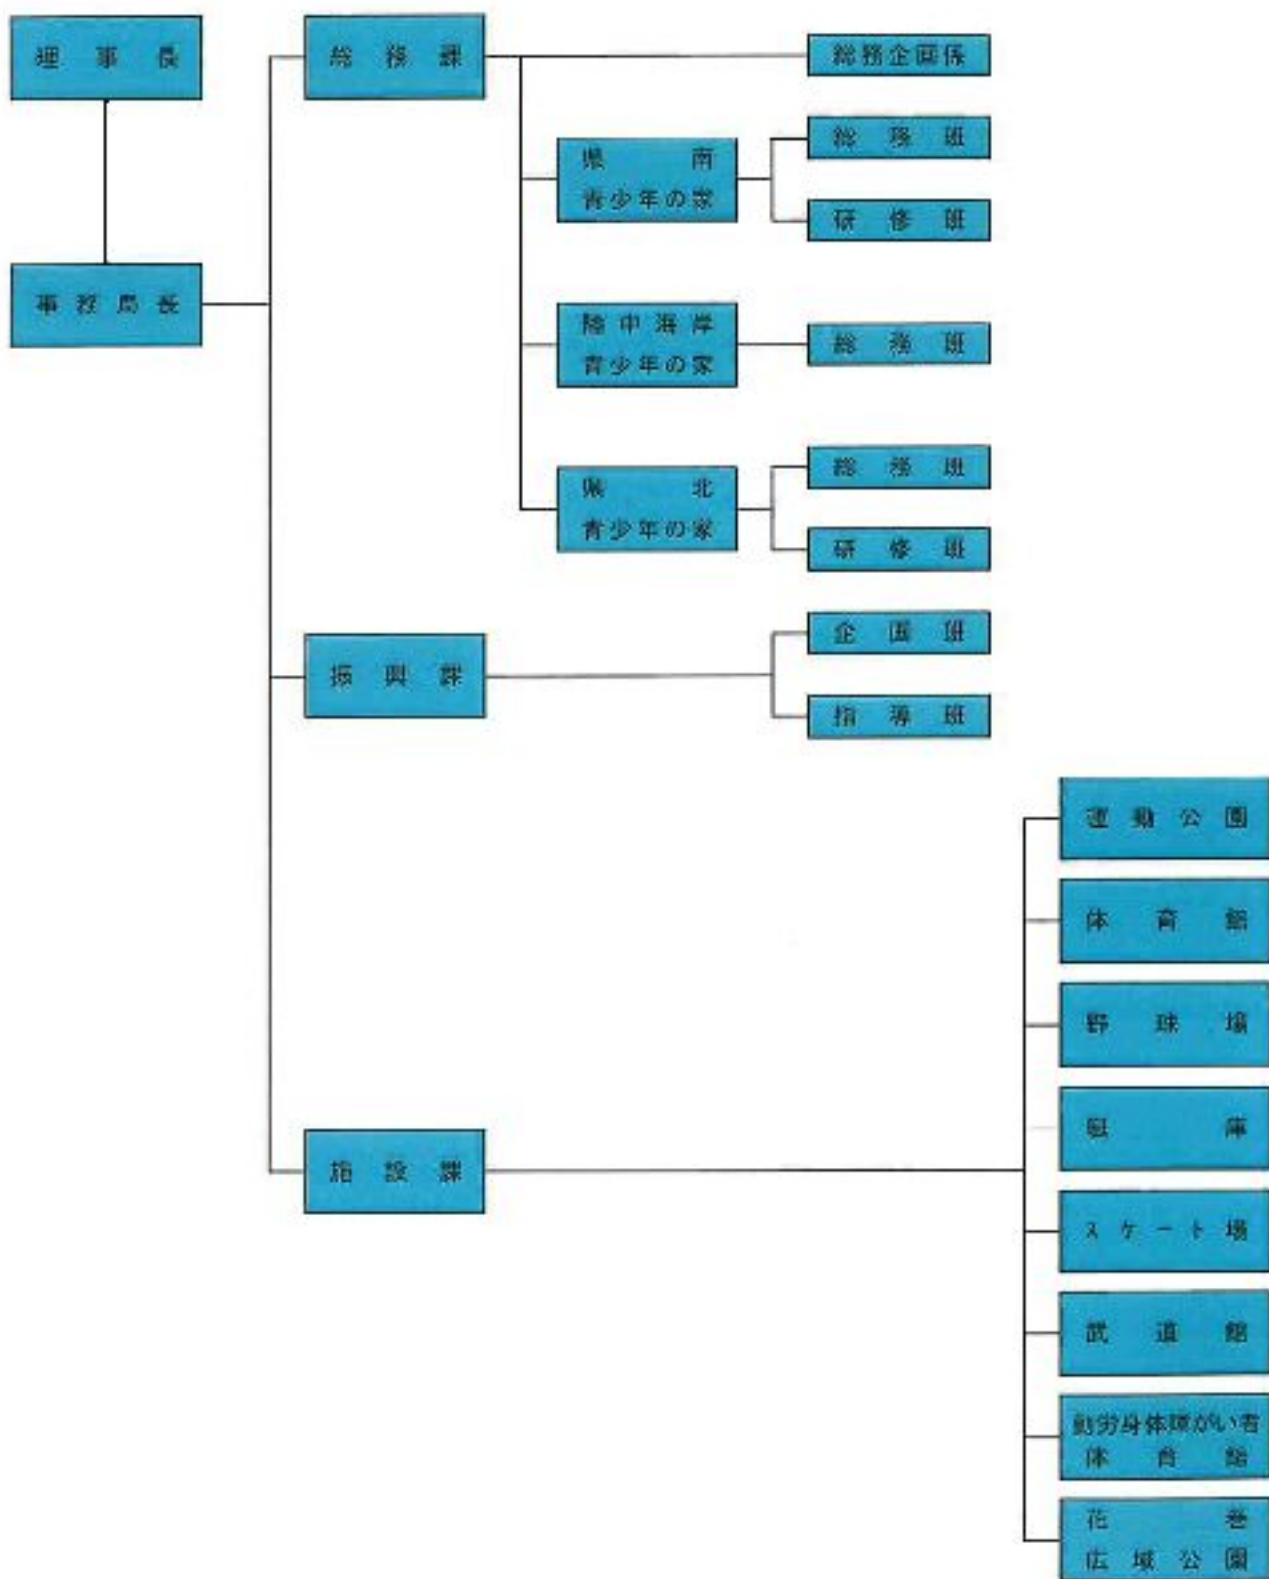 理事長
事務局長
総務課
総務企画係
県南
青少年の家
総務班
研修班
陸中海岸
青少年の家
総務班
県北
青少年の家
総務班
研修班
振興課
企画班
指導班
施設課
運動公園
体育館
野球場
艇庫
スケート場
武道館
勤労身体障がい者
体育館
花巻
広域公園